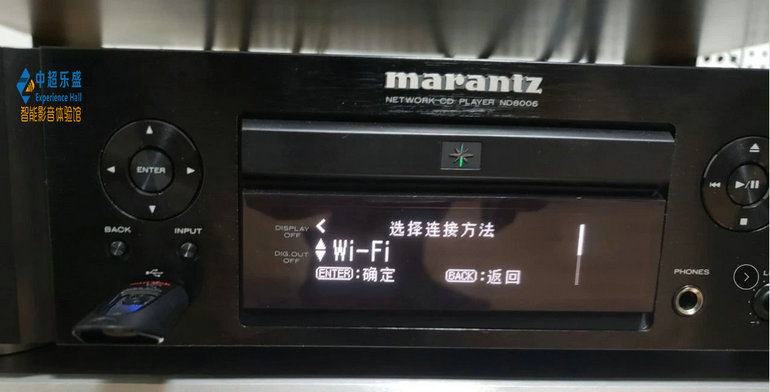 中超乐盛
Experience Hall
智能影音体验馆
marantz
NETWORK CD PLAYER ND8006
ENTER
BACK
INPUT
DISPLAY
OFF
选择连接方法
DIG.OUT
OFF
Wi-Fi
ENTER:确定
BACK:返回
PHONES